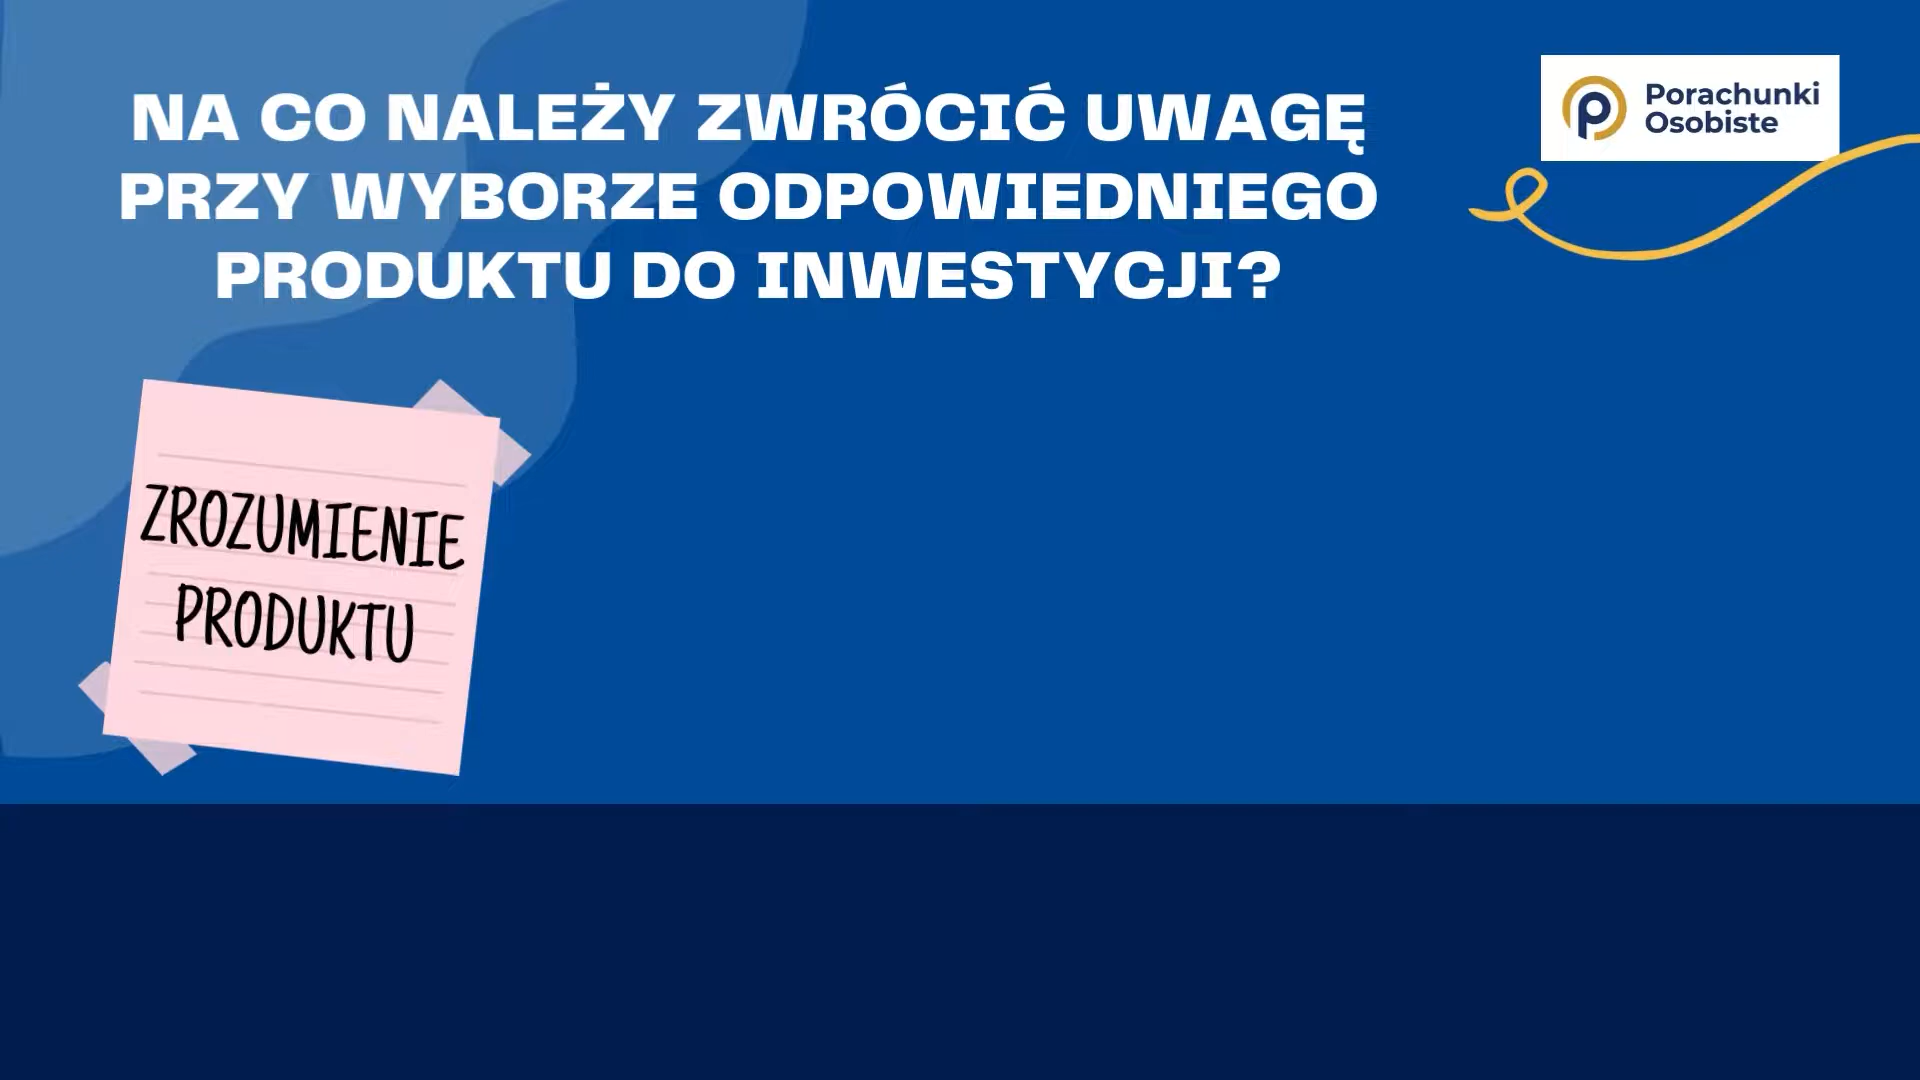 NA CO NALEŻY ZWRÓCIĆ UWAGĘ
PRZY WYBORZE ODPOWIEDNIEGO
PRODUKTU DO INWESTYCJI?
Porachunki
Osobiste
ZROZUMIENIE
PRODUKTU